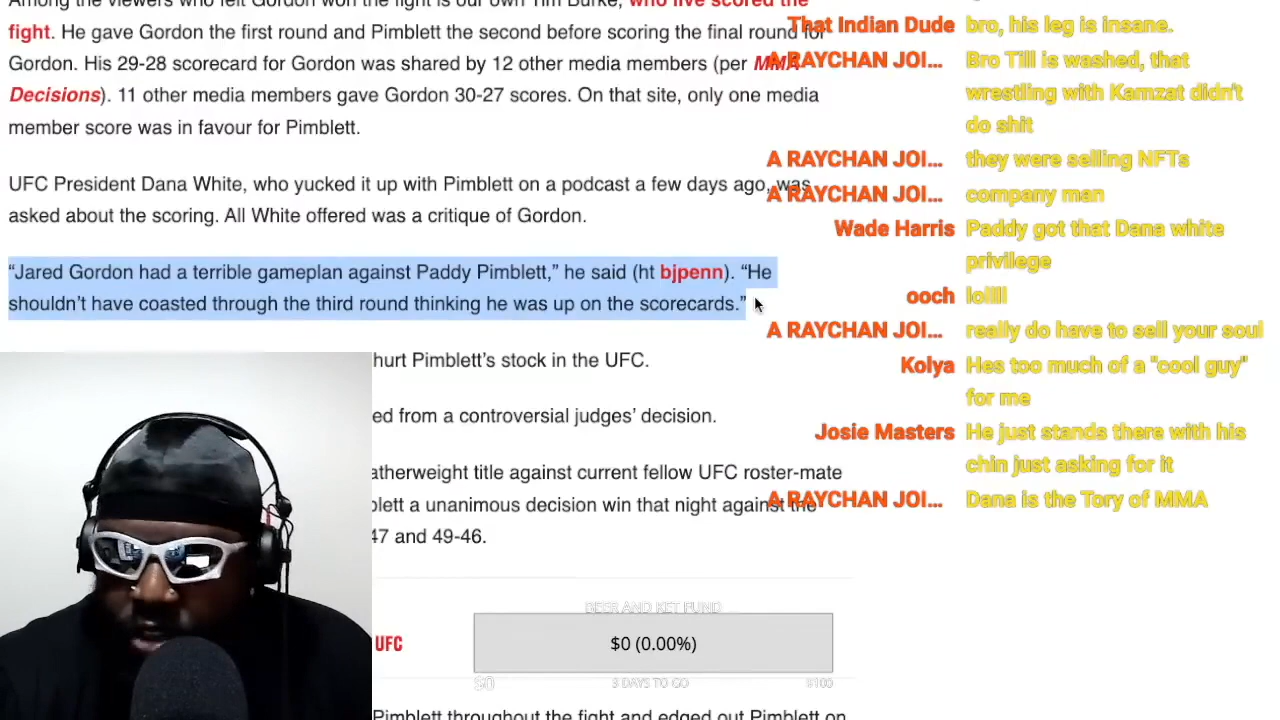 Among the viewers who felt Gordon won the fight is our own Tim Burke, who live scored the
fight. He gave Gordon the first round and Pimblett the second before scoring the final round for
Gordon. His 29-28 scorecard for Gordon was shared by 12 other media members (per MMA
Decisions). 11 other media members gave Gordon 30-27 scores. On that site, only one media
member score was in favour for Pimblett.
UFC President Dana White, who yucked it up with Pimblett on a podcast a few days ago, was
asked about the scoring. All White offered was a critique of Gordon.
“Jared Gordon had a terrible gameplan against Paddy Pimblett,” he said (ht bjpenn). “He
shouldn’t have coasted through the third round thinking he was up on the scorecards.”
hurt Pimblett’s stock in the UFC.
ed from a controversial judges’ decision.
atherweight title against current fellow UFC roster-mate
blett a unanimous decision win that night against the
47 and 49-46.
BEER AND KET FUND
UFC
$0 (0.00%)
$0 3 DAYS TO GO $100
Pimblett throughout the fight and edged out Pimblett on
That Indian Dude bro, his leg is insane.
A RAYCHAN JOI... Bro Till is washed, that
wrestling with Kamzat didn't
do shit
A RAYCHAN JOI... they were selling NFTs
A RAYCHAN JOI... company man
Wade Harris Paddy got that Dana white
privilege
ooch lollll
A RAYCHAN JOI... really do have to sell your soul
Kolya Hes too much of a "cool guy"
for me
Josie Masters He just stands there with his
chin just asking for it
A RAYCHAN JOI... Dana is the Tory of MMA